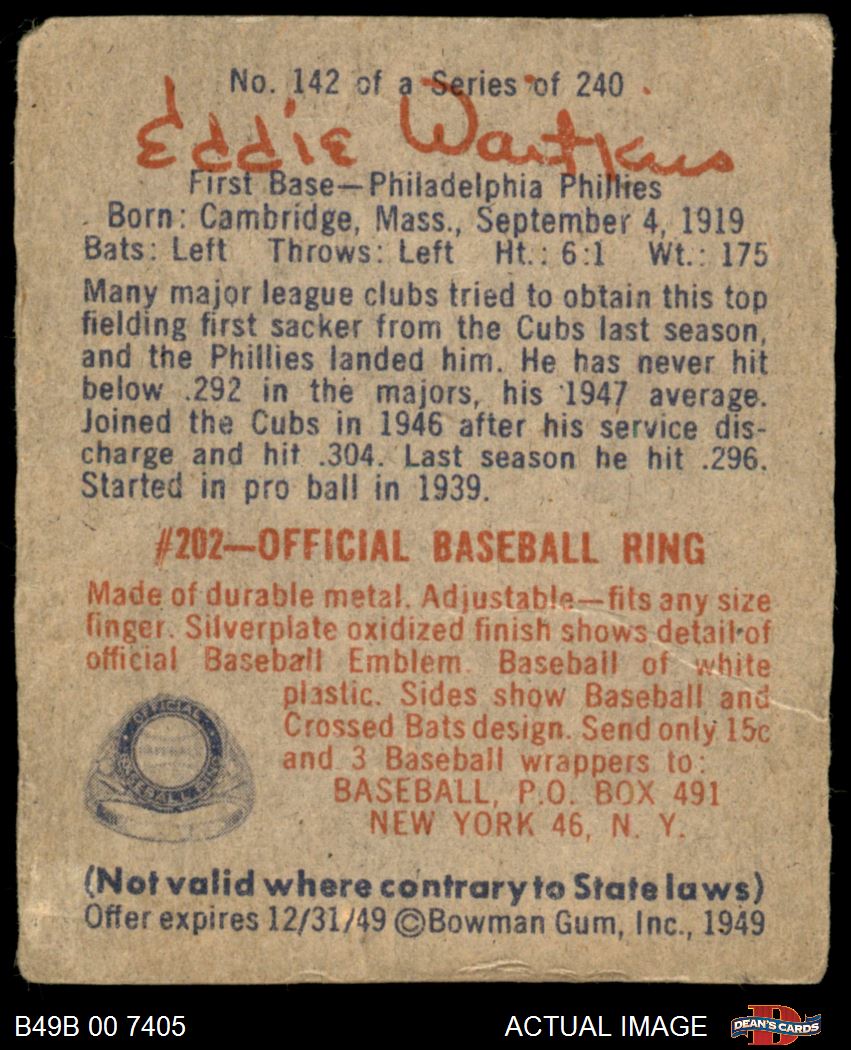 No. 142 of a Series of 240
Eddie Waitkus
First Base—Philadelphia Phillies
Born: Cambridge, Mass., September 4, 1919
Bats: Left Throws: Left Ht.: 6:1 Wt.: 175
Many major league clubs tried to obtain this top
fielding first sacker from the Cubs last season,
and the Phillies landed him. He has never hit
below .292 in the majors, his 1947 average.
Joined the Cubs in 1946 after his service dis-
charge and hit .304. Last season he hit .296.
Started in pro ball in 1939.
#202—OFFICIAL BASEBALL RING
Made of durable metal. Adjustable—fits any size
finger. Silverplate oxidized finish shows detail of
official Baseball Emblem. Baseball of white
plastic. Sides show Baseball and
Crossed Bats design. Send only 15c
and 3 Baseball wrappers to:
BASEBALL, P.O. BOX 491
NEW YORK 46, N. Y.
OFFICIAL
BASEBALL RING
(Not valid where contrary to State laws)
Offer expires 12/31/49 ©Bowman Gum, Inc., 1949
B49B 00 7405
ACTUAL IMAGE
D
DEAN'S CARDS